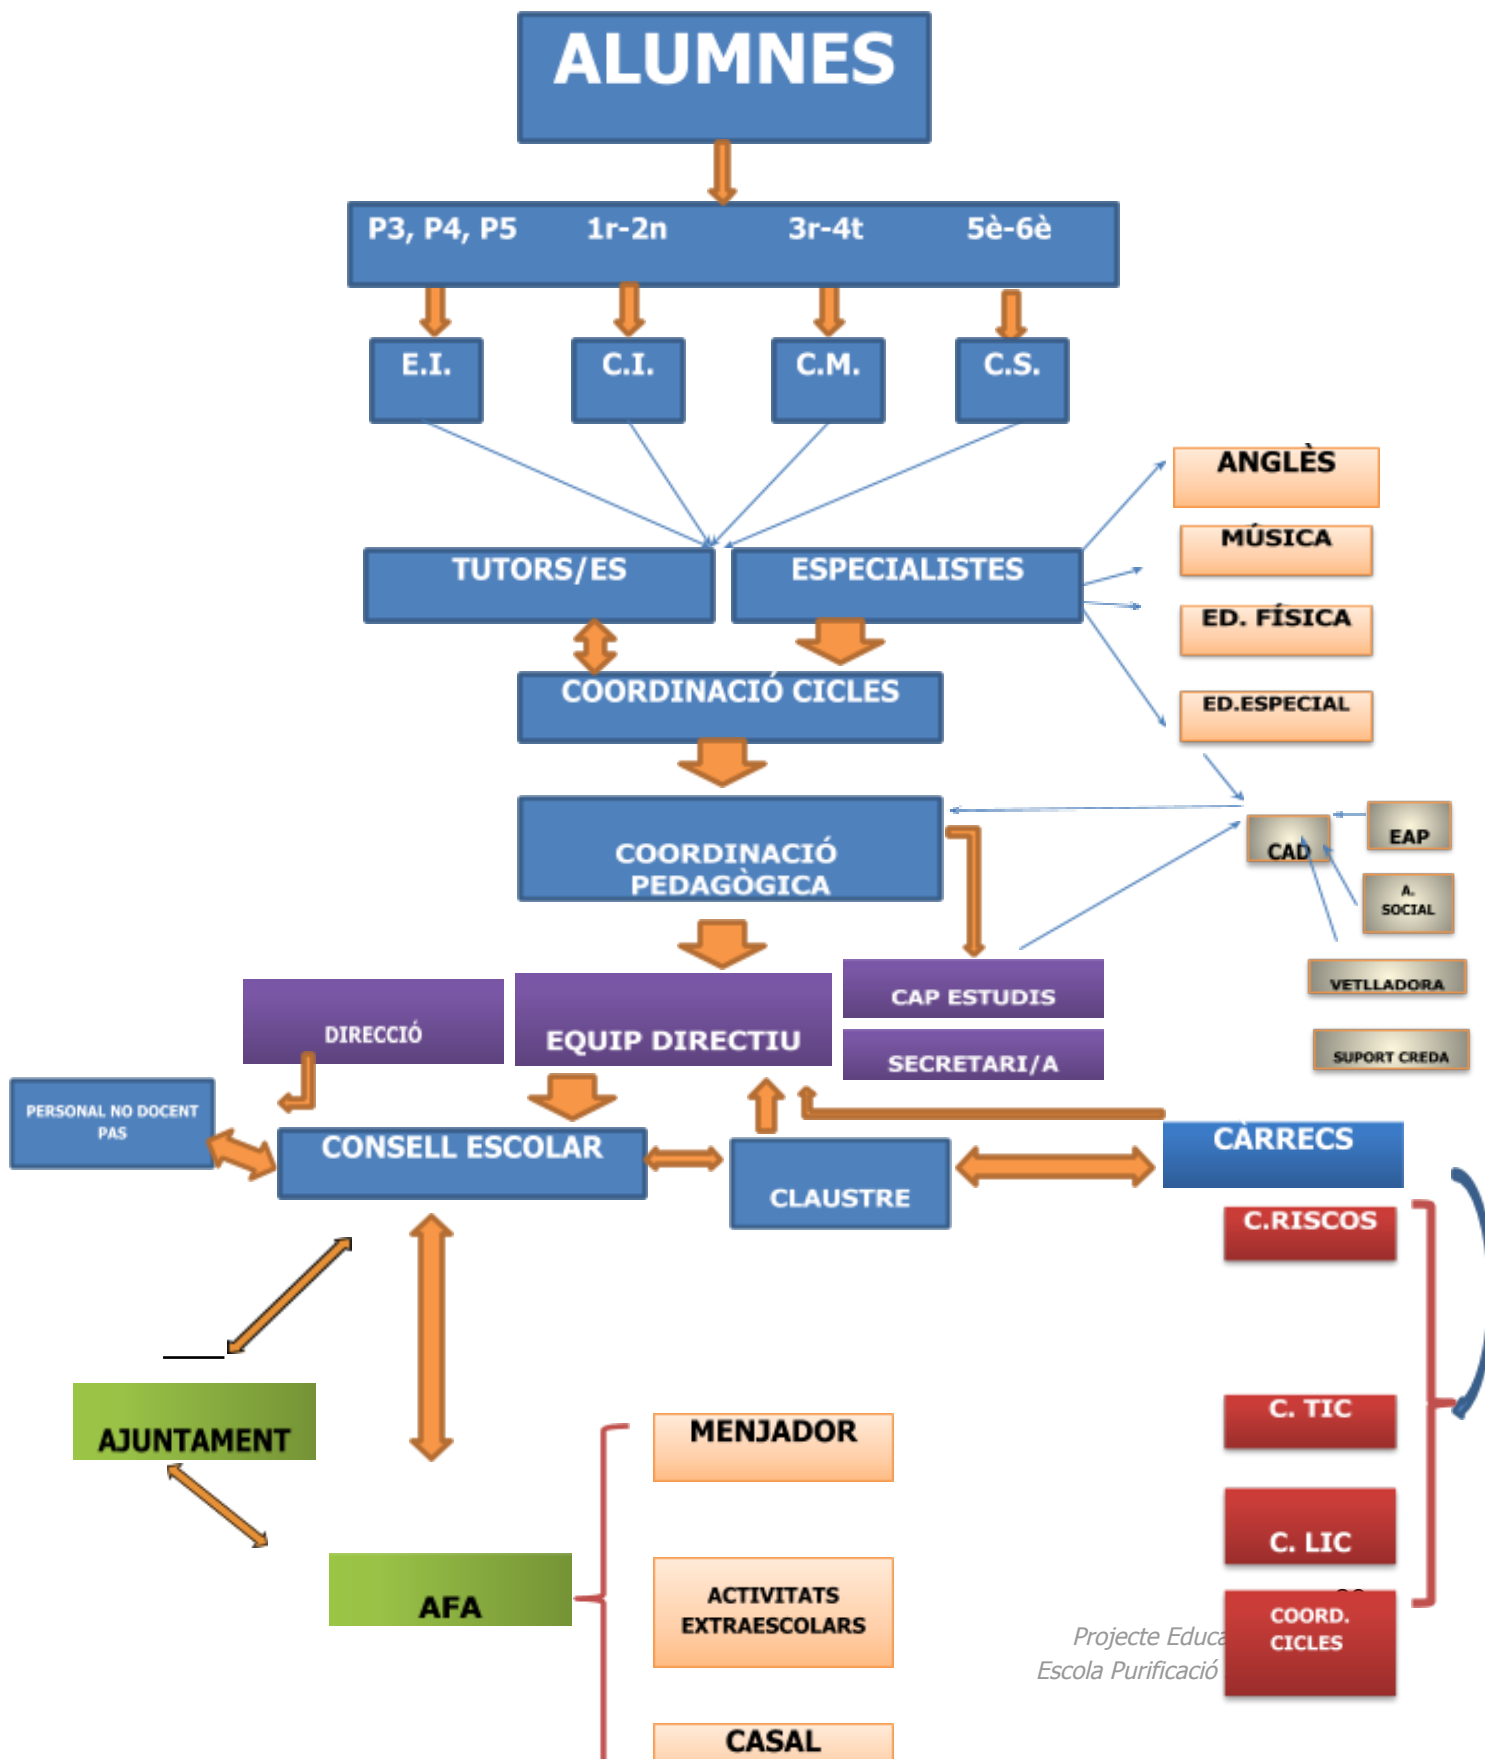 ALUMNES
P3, P4, P5 1r-2n 3r-4t 5è-6è
E.I. C.I. C.M. C.S.
ANGLÈS
MÚSICA
TUTORS/ES ESPECIALISTES
ED. FÍSICA
COORDINACIÓ CICLES
ED.ESPECIAL
COORDINACIÓ
PEDAGÒGICA
CAD
EAP
A.
SOCIAL
VETLLADORA
SUPORT CREDA
DIRECCIÓ
EQUIP DIRECTIU
CAP ESTUDIS
SECRETARI/A
PERSONAL NO DOCENT
PAS
CONSELL ESCOLAR
CLAUSTRE
CÀRRECS
C.RISCOS
C. TIC
C. LIC
COORD.
CICLES
AJUNTAMENT
AFA
MENJADOR
ACTIVITATS
EXTRAESCOLARS
CASAL
Projecte
Escola Purificació